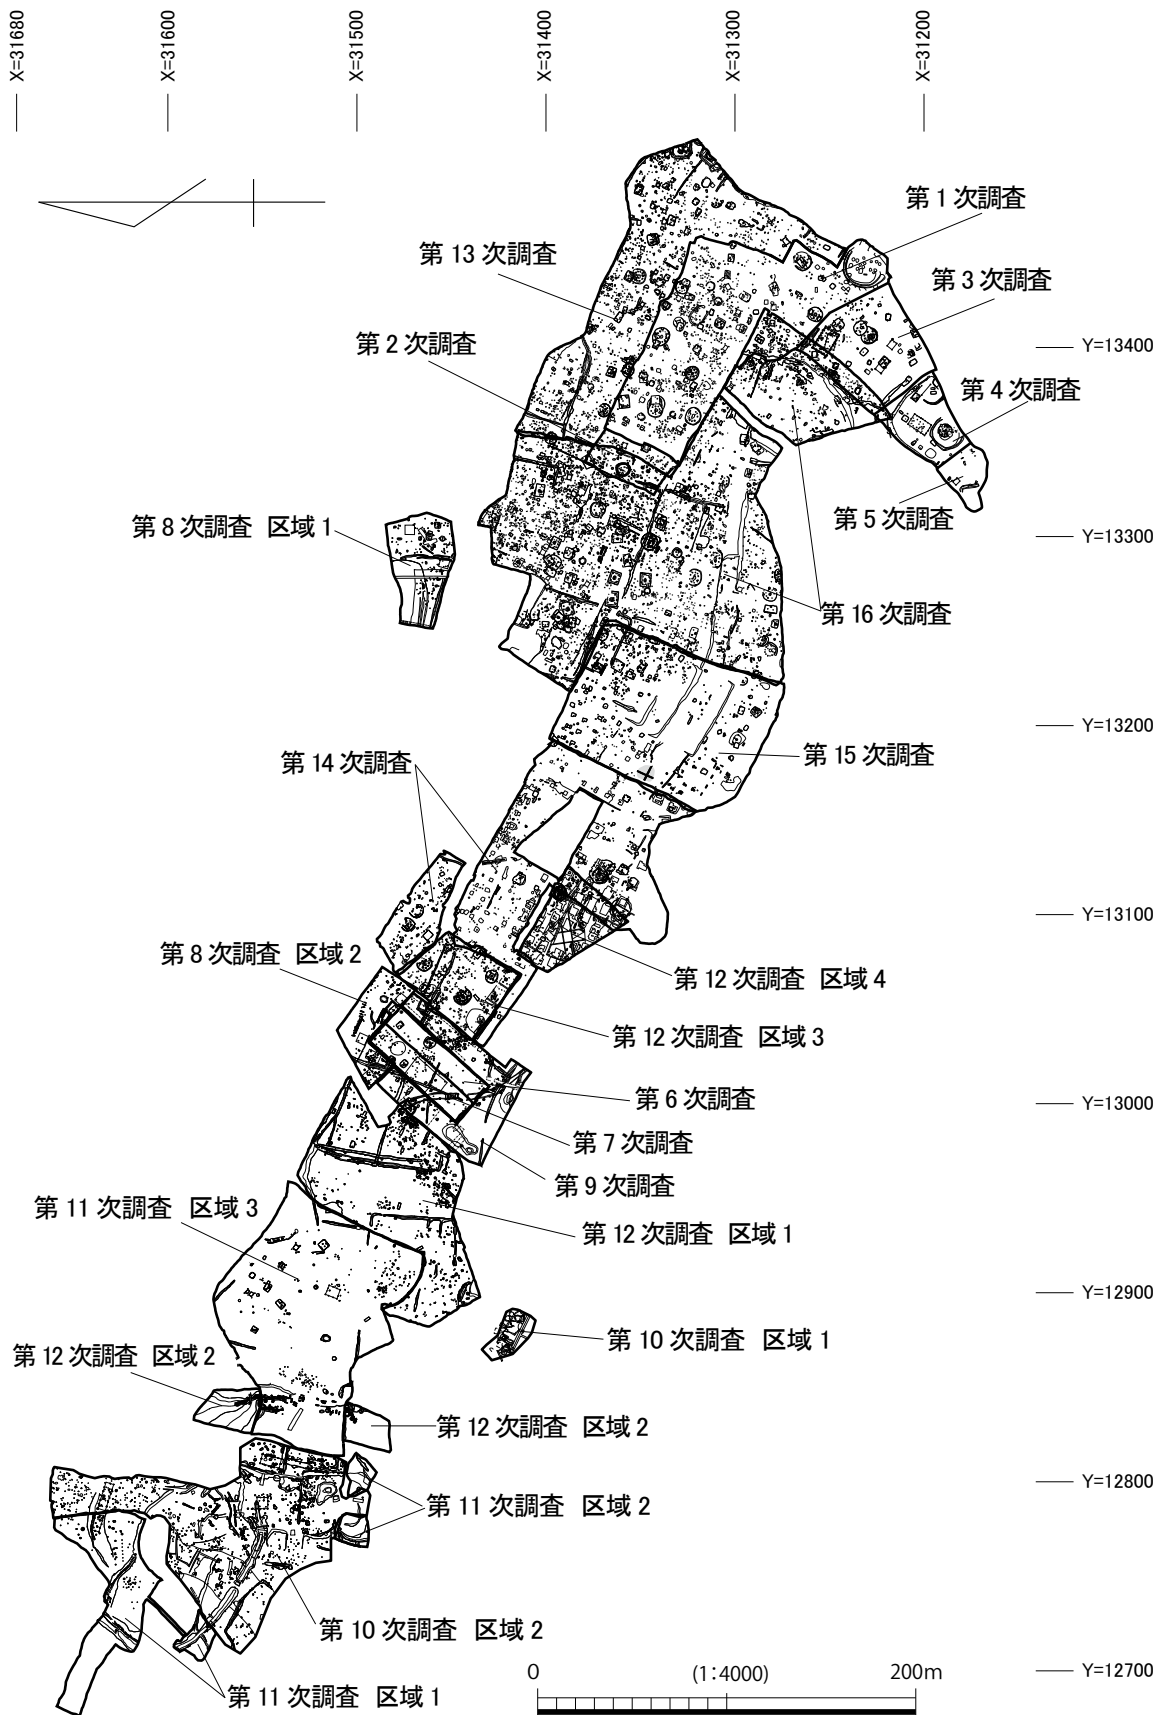 X=31680
X=31600
X=31500
X=31400
X=31300
X=31200
第 1 次調査
第 13 次調査
第 3 次調査
第 2 次調査
Y=13400
第 4 次調査
第 5 次調査
第 8 次調査 区域 1
Y=13300
第 16 次調査
Y=13200
第 14 次調査
第 15 次調査
Y=13100
第 8 次調査 区域 2
第 12 次調査 区域 4
第 12 次調査 区域 3
第 6 次調査
Y=13000
第 7 次調査
第 9 次調査
第 11 次調査 区域 3
第 12 次調査 区域 1
Y=12900
第 10 次調査 区域 1
第 12 次調査 区域 2
第 12 次調査 区域 2
Y=12800
第 11 次調査 区域 2
第 10 次調査 区域 2
0 (1:4000) 200m
Y=12700
第 11 次調査 区域 1